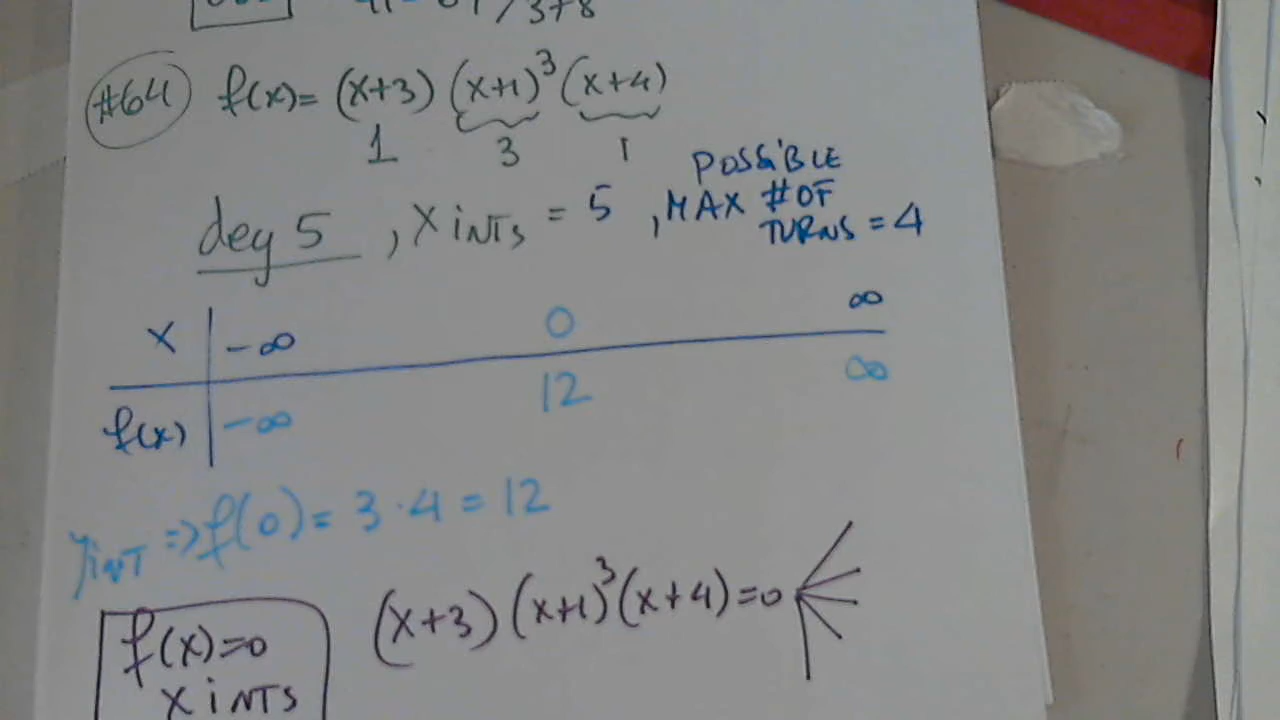 #64 f(x)= (x+3) (x+1)³ (x+4)
1 3 1
deg 5 , X iNTS = 5 , MAX # OF TURNS = 4
POSSiBLE
X -∞ 0 ∞
f(x) -∞ 12 ∞
yiNT => f(0) = 3·4 = 12
f(x)=0
X iNTS
(x+3) (x+1)³ (x+4)=0